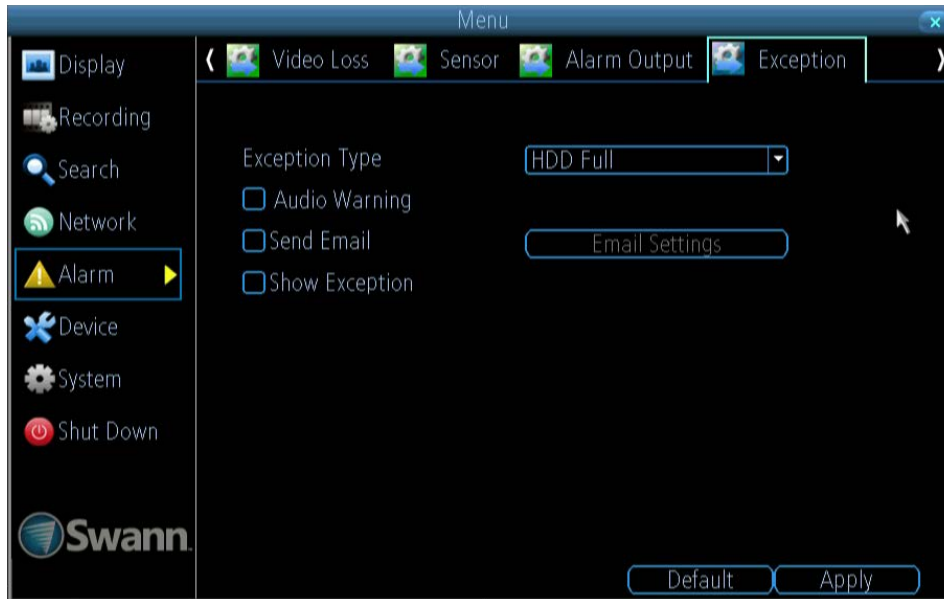 Menu
Display
Recording
Search
Network
Alarm
Device
System
Shut Down
Swann
Video Loss Sensor Alarm Output Exception
Exception Type HDD Full
Audio Warning
Send Email Email Settings
Show Exception
Default Apply